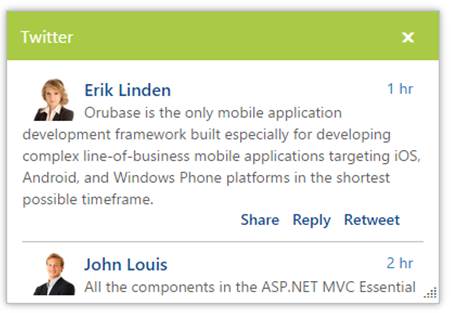 Twitter
Erik Linden 1 hr
Orubase is the only mobile application
development framework built especially for developing
complex line-of-business mobile applications targeting iOS,
Android, and Windows Phone platforms in the shortest
possible timeframe.
Share Reply Retweet
John Louis 2 hr
All the components in the ASP.NET MVC Essential